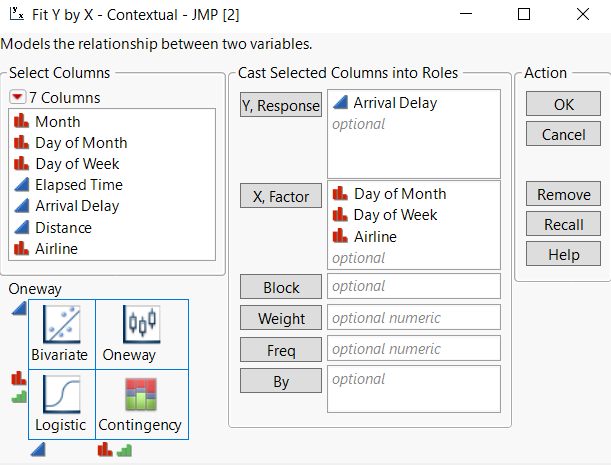 Fit Y by X - Contextual - JMP [2]
Models the relationship between two variables.
Select Columns
7 Columns
Month
Day of Month
Day of Week
Elapsed Time
Arrival Delay
Distance
Airline
Oneway
Bivariate
Oneway
Logistic
Contingency
Cast Selected Columns into Roles
Y, Response
Arrival Delay
optional
X, Factor
Day of Month
Day of Week
Airline
optional
Block
optional
Weight
optional numeric
Freq
optional numeric
By
optional
Action
OK
Cancel
Remove
Recall
Help